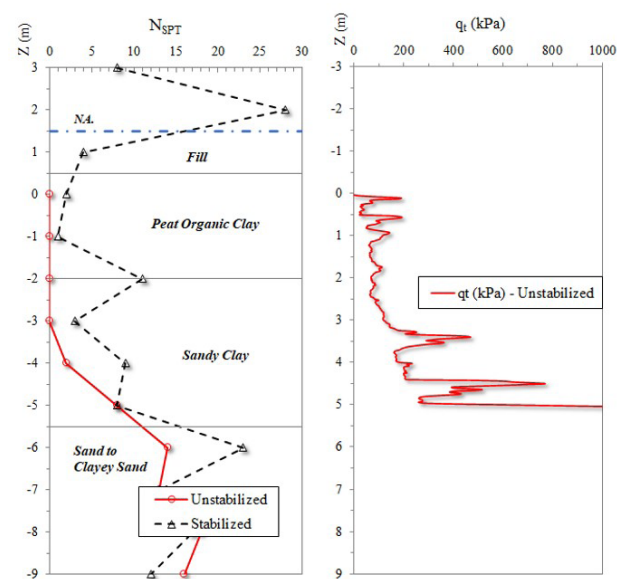 N_SPT
Z (m)
0 5 10 15 20 25 30
3
2
NA.
1
Fill
0
Peat Organic Clay
-1
-2
-3
Sandy Clay
-4
-5
Sand to
Clayey Sand
-6
-7
Unstabilized
Stabilized
-8
-9
qt (kPa)
Z (m)
0 200 400 600 800 1000
-3
-2
-1
0
1
2
qt (kPa) - Unstabilized
3
4
5
6
7
8
9